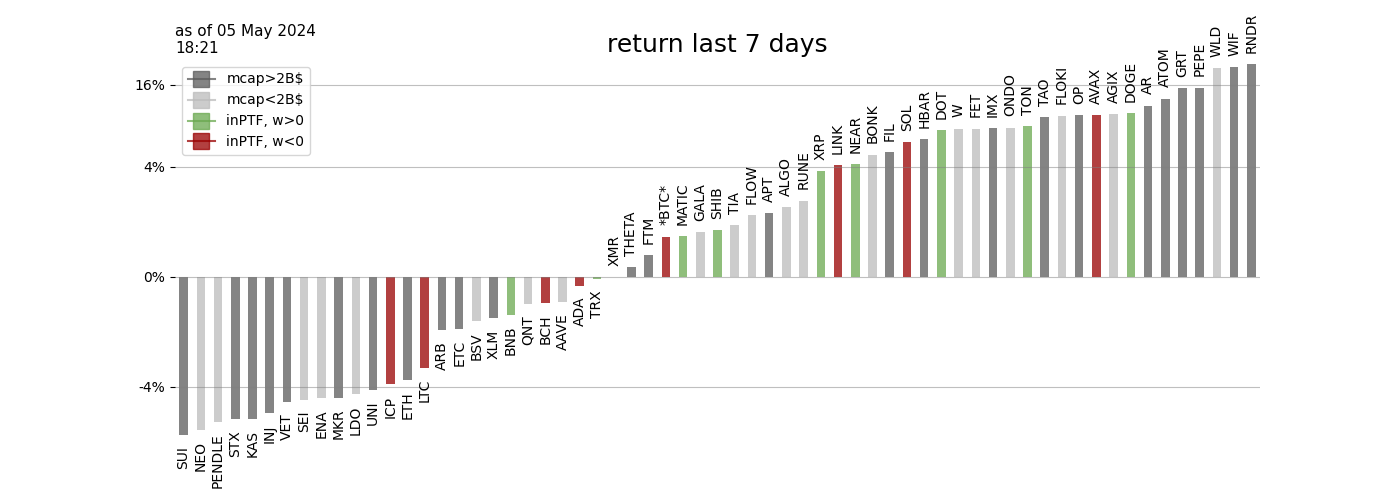 as of 05 May 2024
18:21
return last 7 days
mcap>2B$
mcap<2B$
inPTF, w>0
inPTF, w<0
16%
4%
0%
-4%
SUI
NEO
PENDLE
STX
KAS
INJ
VET
SEI
ENA
MKR
LDO
UNI
ICP
ETH
LTC
ARB
ETC
BSV
XLM
BNB
QNT
BCH
AAVE
ADA
TRX
XMR
THETA
FTM
*BTC*
MATIC
GALA
SHIB
TIA
FLOW
APT
ALGO
RUNE
XRP
LINK
NEAR
BONK
FIL
SOL
HBAR
DOT
W
FET
IMX
ONDO
TON
TAO
FLOKI
OP
AVAX
AGIX
DOGE
AR
ATOM
GRT
PEPE
WLD
WIF
RNDR